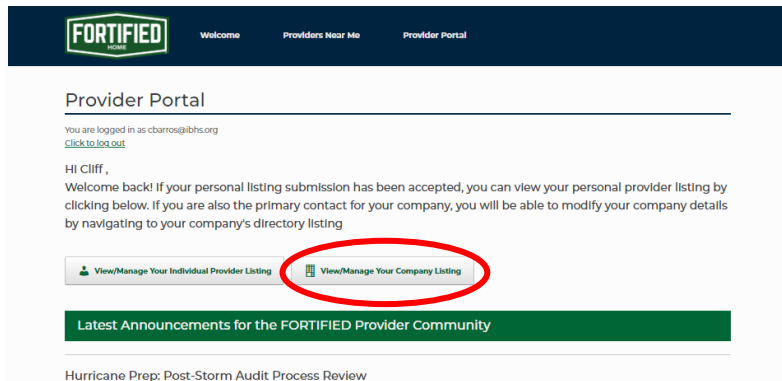 FORTIFIED
HOME
Welcome Providers Near Me Provider Portal
Provider Portal
You are logged in as cbarros@ibhs.org
Click to log out
Hi Cliff ,
Welcome back! If your personal listing submission has been accepted, you can view your personal provider listing by
clicking below. If you are also the primary contact for your company, you will be able to modify your company details
by navigating to your company's directory listing
View/Manage Your Individual Provider Listing View/Manage Your Company Listing
Latest Announcements for the FORTIFIED Provider Community
Hurricane Prep: Post-Storm Audit Process Review